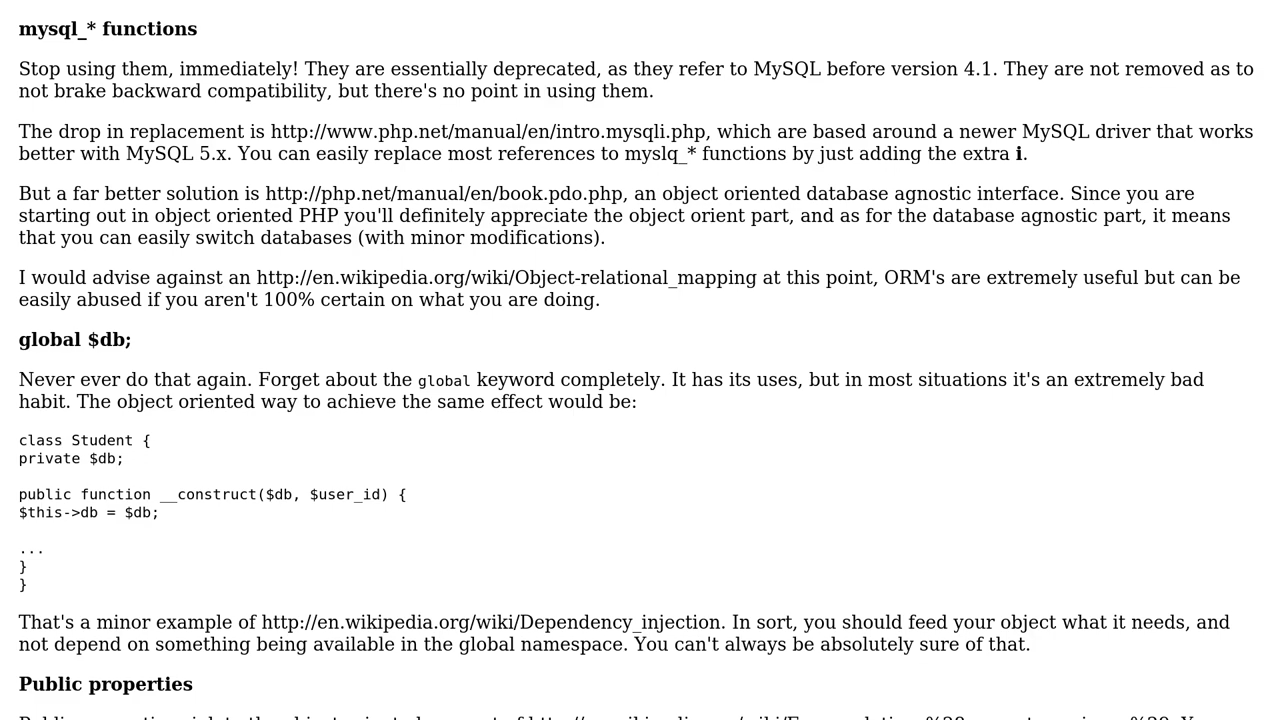 mysql_* functions
Stop using them, immediately! They are essentially deprecated, as they refer to MySQL before version 4.1. They are not removed as to
not brake backward compatibility, but there's no point in using them.
The drop in replacement is http://www.php.net/manual/en/intro.mysqli.php, which are based around a newer MySQL driver that works
better with MySQL 5.x. You can easily replace most references to myslq_* functions by just adding the extra i.
But a far better solution is http://php.net/manual/en/book.pdo.php, an object oriented database agnostic interface. Since you are
starting out in object oriented PHP you'll definitely appreciate the object orient part, and as for the database agnostic part, it means
that you can easily switch databases (with minor modifications).
I would advise against an http://en.wikipedia.org/wiki/Object-relational_mapping at this point, ORM's are extremely useful but can be
easily abused if you aren't 100% certain on what you are doing.
global $db;
Never ever do that again. Forget about the global keyword completely. It has its uses, but in most situations it's an extremely bad
habit. The object oriented way to achieve the same effect would be:
class Student {
private $db;
public function __construct($db, $user_id) {
$this->db = $db;
...
}
}
That's a minor example of http://en.wikipedia.org/wiki/Dependency_injection. In sort, you should feed your object what it needs, and
not depend on something being available in the global namespace. You can't always be absolutely sure of that.
Public properties